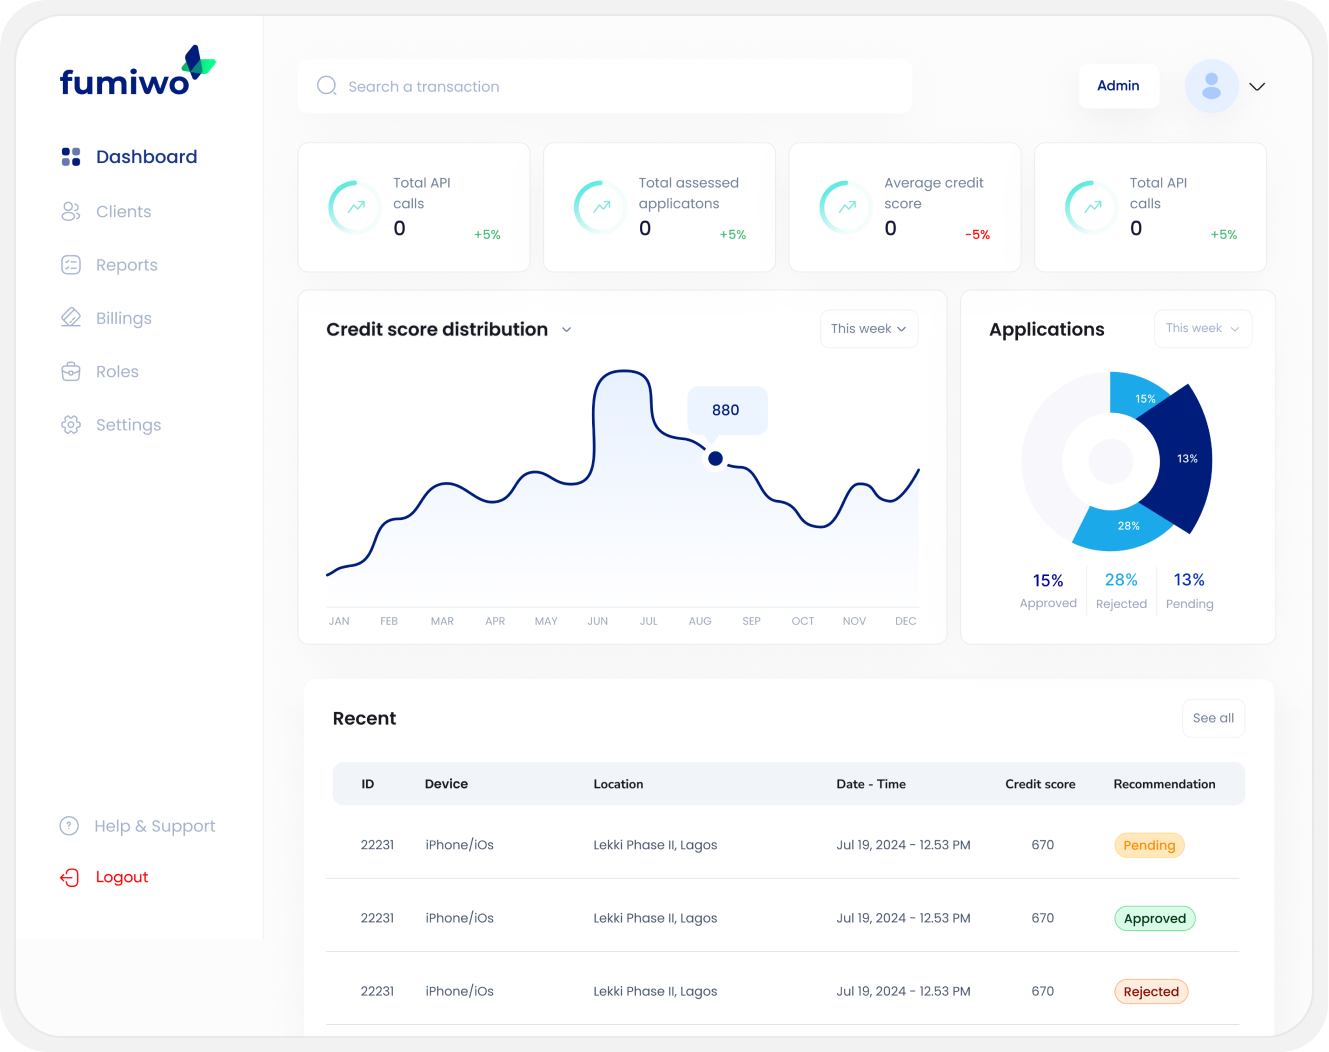 fumiwo
Search a transaction
Admin
Dashboard
Clients
Reports
Billings
Roles
Settings
Help & Support
Logout
Total API
calls
0
+5%
Total assessed
applicatons
0
+5%
Average credit
score
0
-5%
Total API
calls
0
+5%
Credit score distribution
This week
880
JAN FEB MAR APR MAY JUN JUL AUG SEP OCT NOV DEC
Applications
This week
15%
13%
28%
15% 28% 13%
Approved Rejected Pending
Recent
See all
ID Device Location Date - Time Credit score Recommendation
22231 iPhone/iOs Lekki Phase II, Lagos Jul 19, 2024 - 12.53 PM 670 Pending
22231 iPhone/iOs Lekki Phase II, Lagos Jul 19, 2024 - 12.53 PM 670 Approved
22231 iPhone/iOs Lekki Phase II, Lagos Jul 19, 2024 - 12.53 PM 670 Rejected